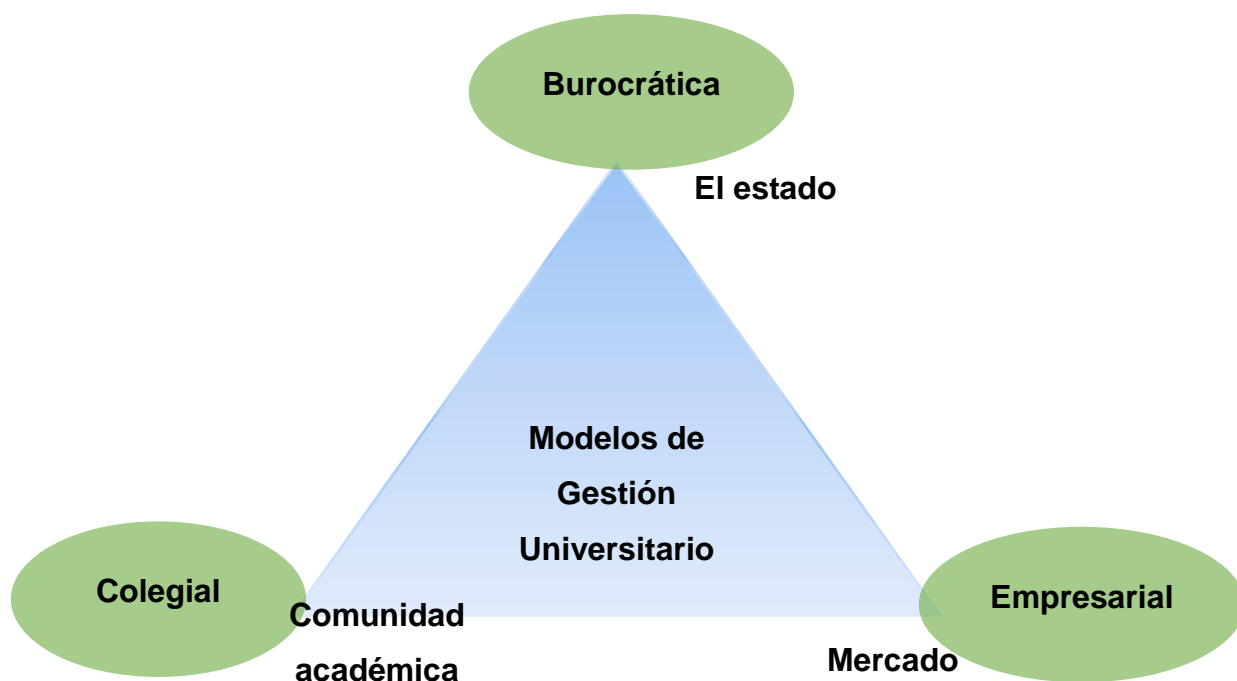 Burocrática
El estado
Modelos de
Gestión
Universitario
Colegial
Comunidad
académica
Empresarial
Mercado